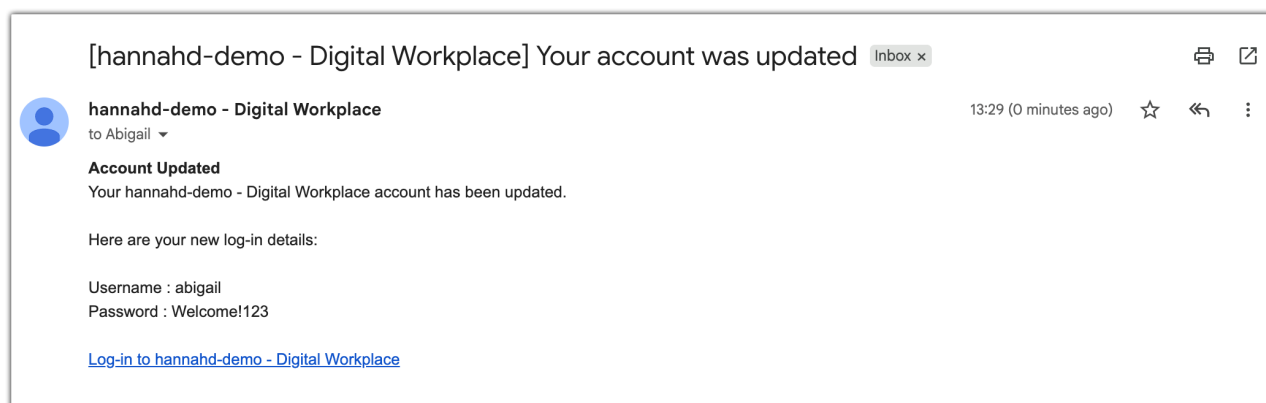 [hannahd-demo - Digital Workplace] Your account was updated Inbox ×
hannahd-demo - Digital Workplace 13:29 (0 minutes ago)
to Abigail
Account Updated
Your hannahd-demo - Digital Workplace account has been updated.
Here are your new log-in details:
Username : abigail
Password : Welcome!123
Log-in to hannahd-demo - Digital Workplace